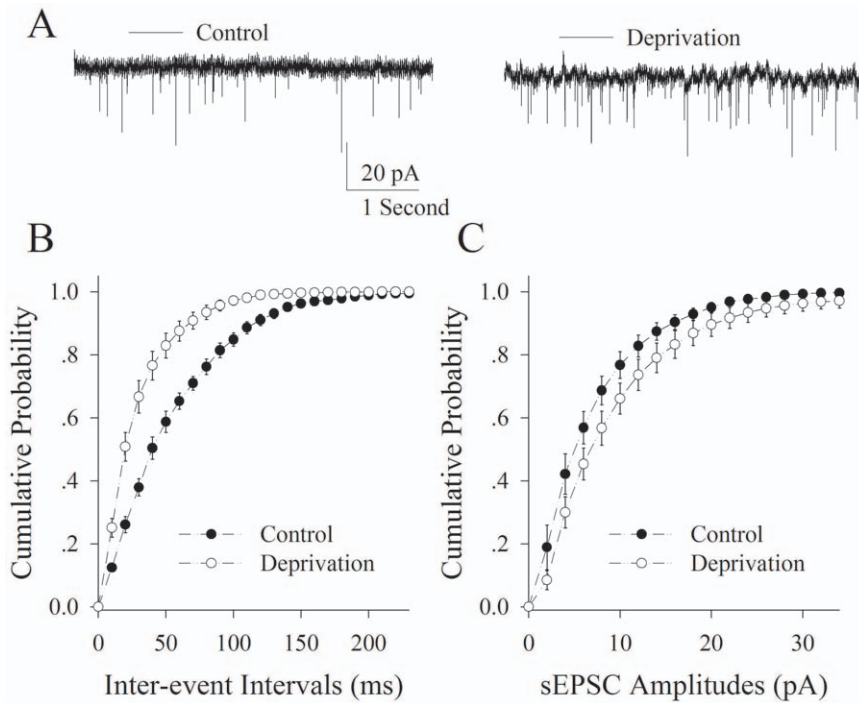 A
Control
Deprivation
20 pA
1 Second
B
Cumulative Probability
1.0
.8
.6
.4
.2
0.0
Control
Deprivation
0 50 100 150 200
Inter-event Intervals (ms)
C
Cumulative Probability
1.0
.8
.6
.4
.2
0.0
Control
Deprivation
0 10 20 30
sEPSC Amplitudes (pA)